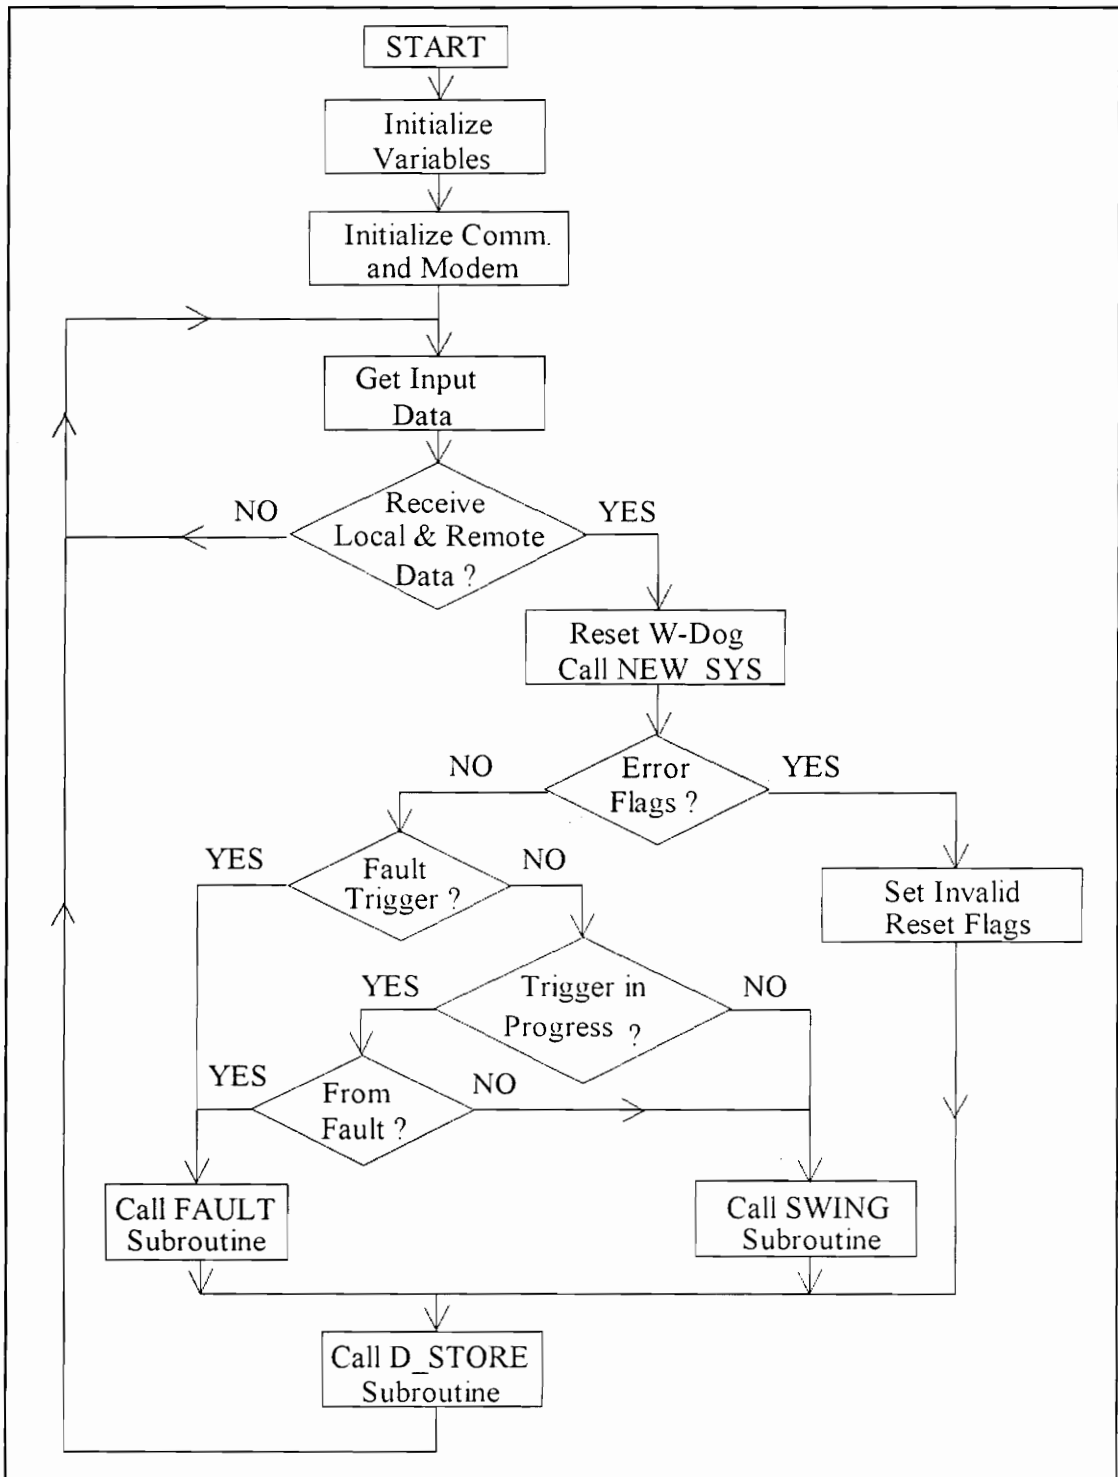 START
Initialize
Variables
Initialize Comm.
and Modem
Get Input
Data
NO
Receive
Local & Remote
Data ?
YES
Reset W-Dog
Call NEW_SYS
NO
Error
Flags ?
YES
YES
Fault
Trigger ?
NO
Set Invalid
Reset Flags
YES
Trigger in
Progress ?
NO
YES
From
Fault ?
NO
Call FAULT
Subroutine
Call SWING
Subroutine
Call D_STORE
Subroutine